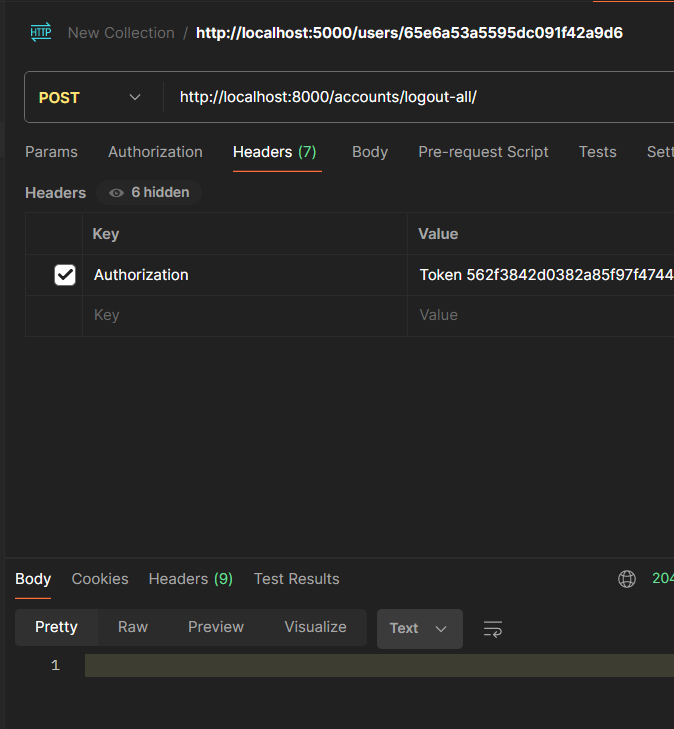 HTTP New Collection / http://localhost:5000/users/65e6a53a5595dc091f42a9d6
POST http://localhost:8000/accounts/logout-all/
Params Authorization Headers (7) Body Pre-request Script Tests Sett
Headers 6 hidden
Key Value
Authorization Token 562f3842d0382a85f97f4744
Key Value
Body Cookies Headers (9) Test Results 204
Pretty Raw Preview Visualize Text
1